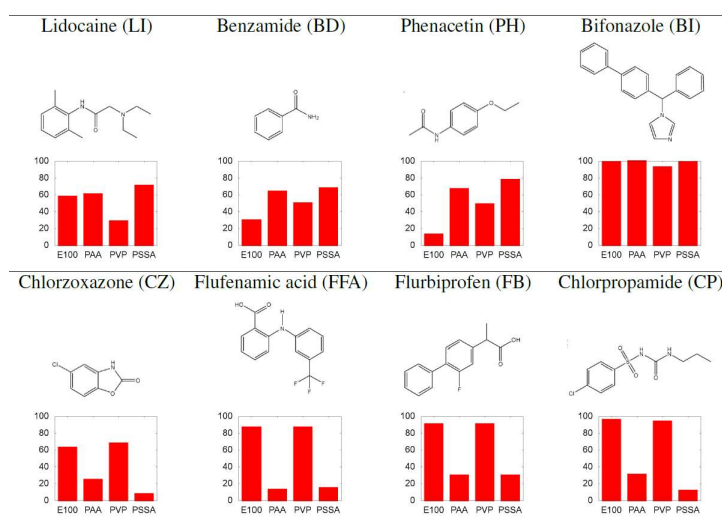 Lidocaine (LI) Benzamide (BD) Phenacetin (PH) Bifonazole (BI)
H
N
N
O
O
NH₂
O
O
N
H
N
N
100 100 100 100
80 80 80 80
60 60 60 60
40 40 40 40
20 20 20 20
0 0 0 0
E100 PAA PVP PSSA E100 PAA PVP PSSA E100 PAA PVP PSSA E100 PAA PVP PSSA
Chlorzoxazone (CZ) Flufenamic acid (FFA) Flurbiprofen (FB) Chlorpropamide (CP)
Cl
H
N
O
O
HO
O
H
N
F
F
F
OH
O
F
O
S
NH
HN
O
O
Cl
100 100 100 100
80 80 80 80
60 60 60 60
40 40 40 40
20 20 20 20
0 0 0 0
E100 PAA PVP PSSA E100 PAA PVP PSSA E100 PAA PVP PSSA E100 PAA PVP PSSA